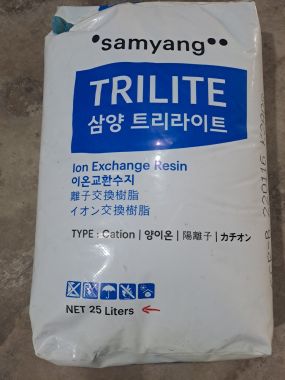 samyang
TRILITE
삼양 트리라이트
Ion Exchange Resin
이온교환수지
離子交換樹脂
イオン交換樹脂
TYPE : Cation | 양이온 | 陽離子 | カチオン
NET 25 Liters